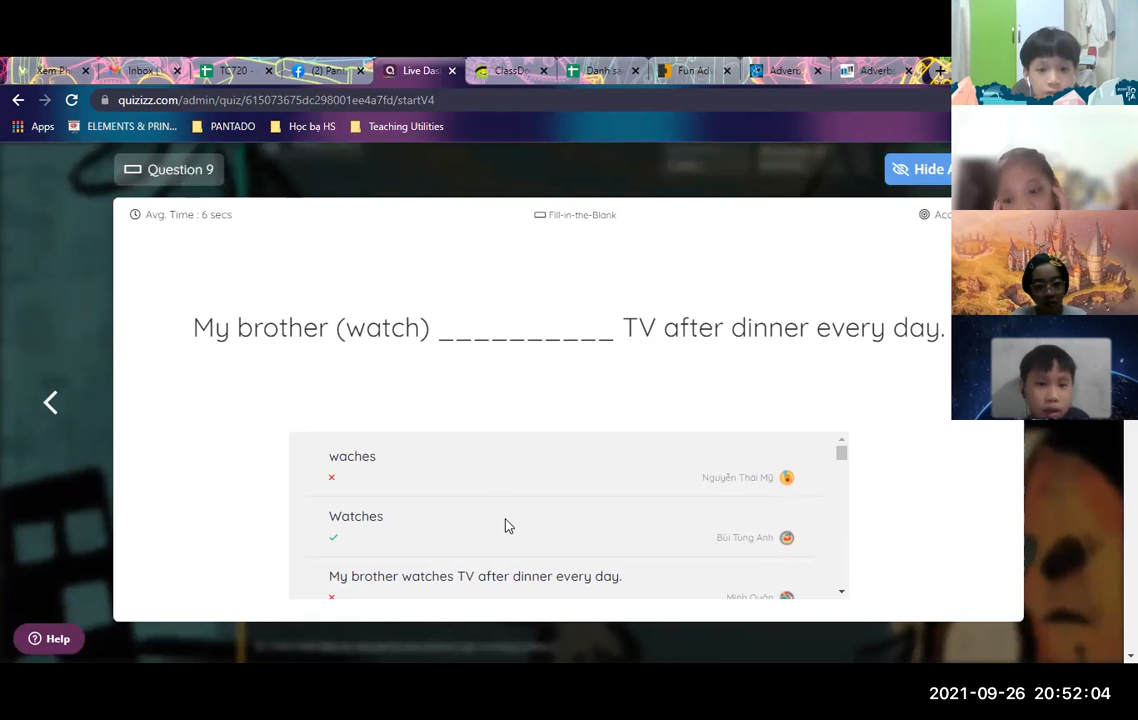 Xem Ph
Inbox (
TC720 -
(2) Pant
Live Das
ClassDo
Danh sa
Fun Adv
Adverb
Adverb
quizizz.com/admin/quiz/615073675dc298001ee4a7fd/startV4
Apps
ELEMENTS & PRIN...
PANTADO
Học bạ HS
Teaching Utilities
Question 9
Hide A
Avg. Time : 6 secs
Fill-in-the-Blank
Acc
My brother (watch) __________ TV after dinner every day.
waches
Nguyễn Thái Mỹ
Watches
Bùi Tùng Anh
My brother watches TV after dinner every day.
Minh Quân
Help
2021-09-26 20:52:04